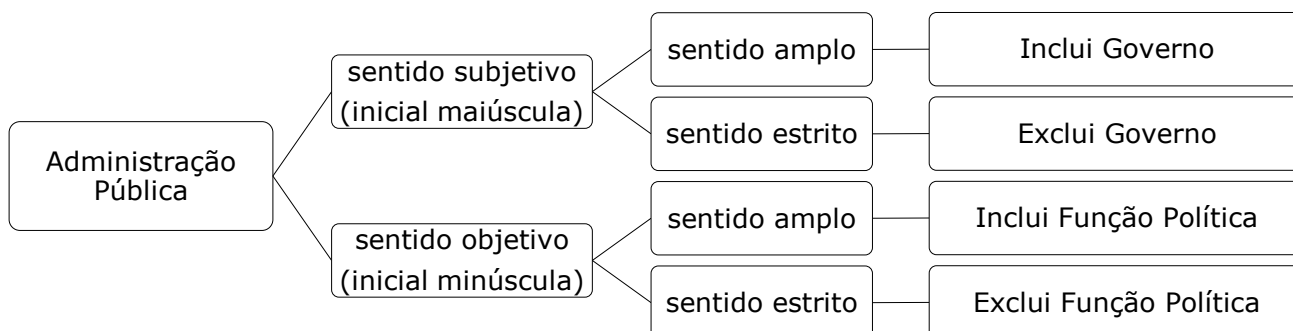 Administração
Pública
sentido subjetivo
(inicial maiúscula)
sentido amplo
Inclui Governo
sentido estrito
Exclui Governo
sentido objetivo
(inicial minúscula)
sentido amplo
Inclui Função Política
sentido estrito
Exclui Função Política